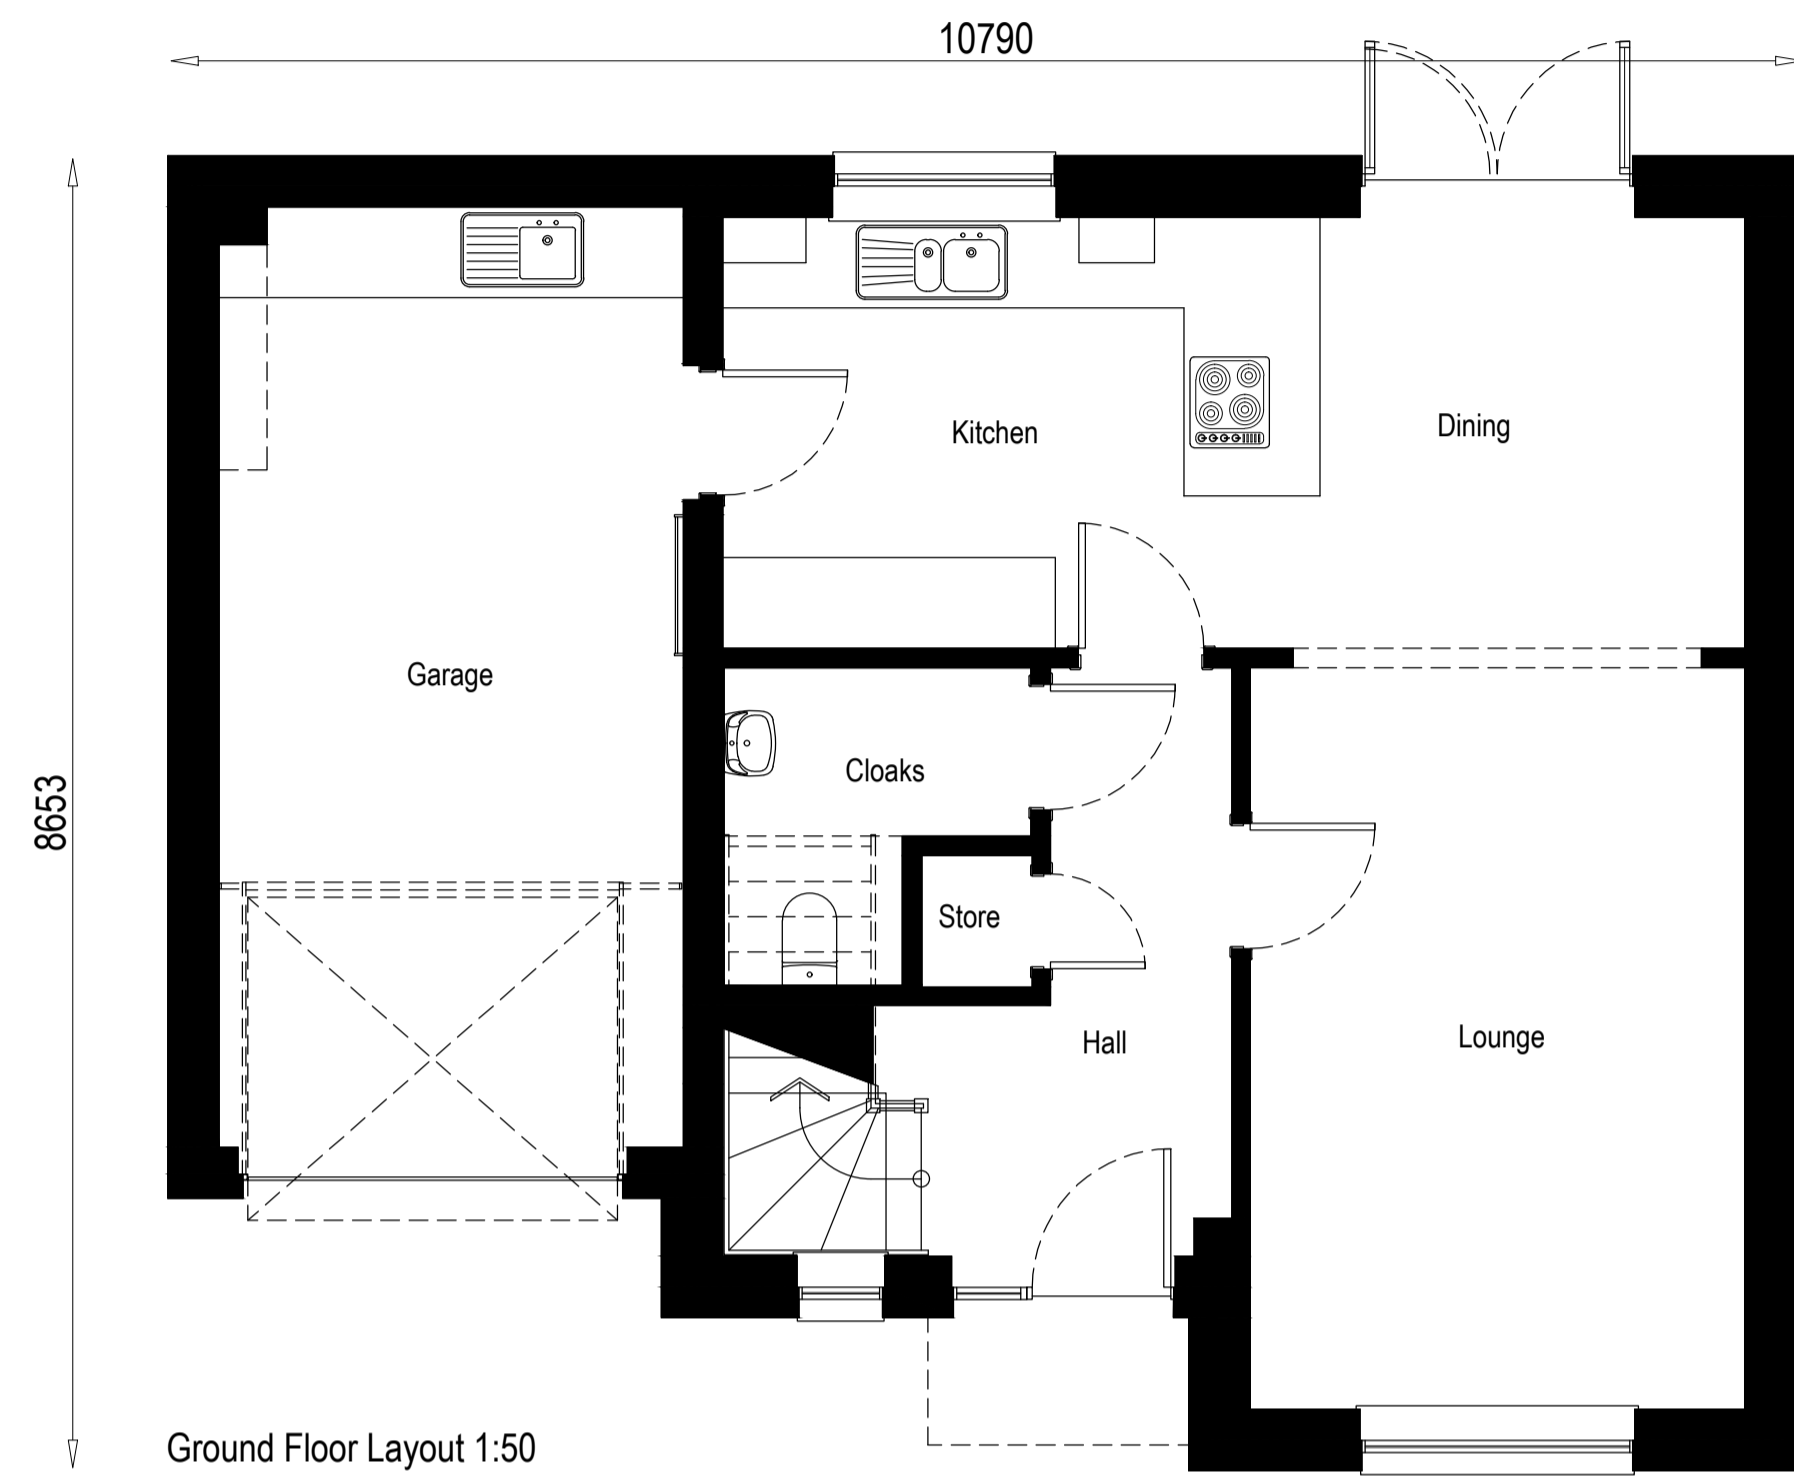 10790
Kitchen
Dining
Garage
Cloaks
8653
Store
Hall
Lounge
Ground Floor Layout 1:50